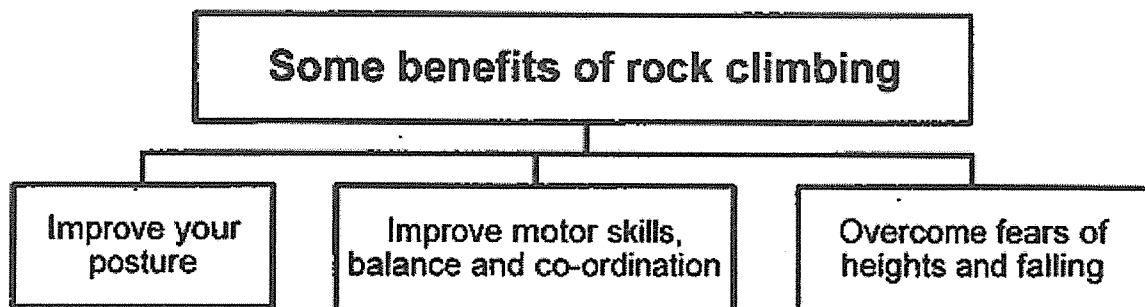 Some benefits of rock climbing
Improve your
posture
Improve motor skills,
balance and co-ordination
Overcome fears of
heights and falling